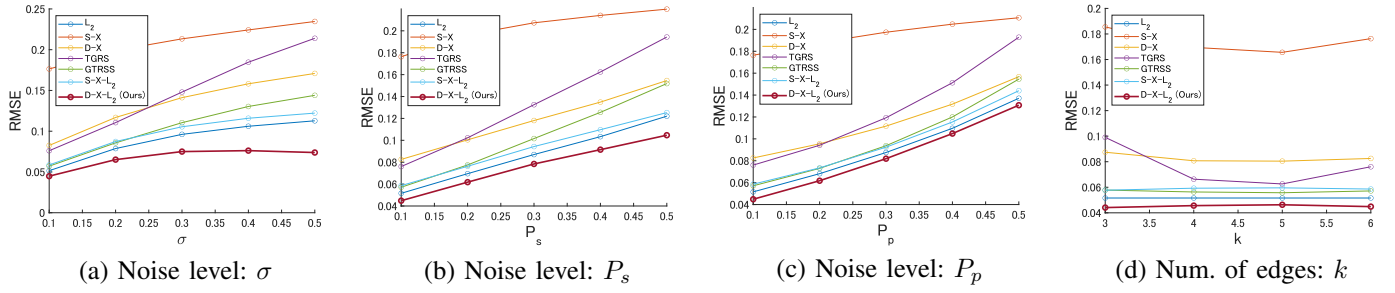 0.25
0.2
0.15
0.1
0.05
0
RMSE
L₂
S-X
D-X
TGRS
GTRSS
S-X-L₂
D-X-L₂ (Ours)
0.1 0.15 0.2 0.25 0.3 0.35 0.4 0.45 0.5
σ
(a) Noise level: σ
0.2
0.18
0.16
0.14
0.12
0.1
0.08
0.06
0.04
RMSE
L₂
S-X
D-X
TGRS
GTRSS
S-X-L₂
D-X-L₂ (Ours)
0.1 0.15 0.2 0.25 0.3 0.35 0.4 0.45 0.5
Pₛ
(b) Noise level: Pₛ
0.2
0.18
0.16
0.14
0.12
0.1
0.08
0.06
0.04
RMSE
L₂
S-X
D-X
TGRS
GTRSS
S-X-L₂
D-X-L₂ (Ours)
0.1 0.15 0.2 0.25 0.3 0.35 0.4 0.45 0.5
Pₚ
(c) Noise level: Pₚ
0.2
0.18
0.16
0.14
0.12
0.1
0.08
0.06
0.04
RMSE
L₂
S-X
D-X
TGRS
GTRSS
S-X-L₂
D-X-L₂ (Ours)
3 3.5 4 4.5 5 5.5 6
k
(d) Num. of edges: k